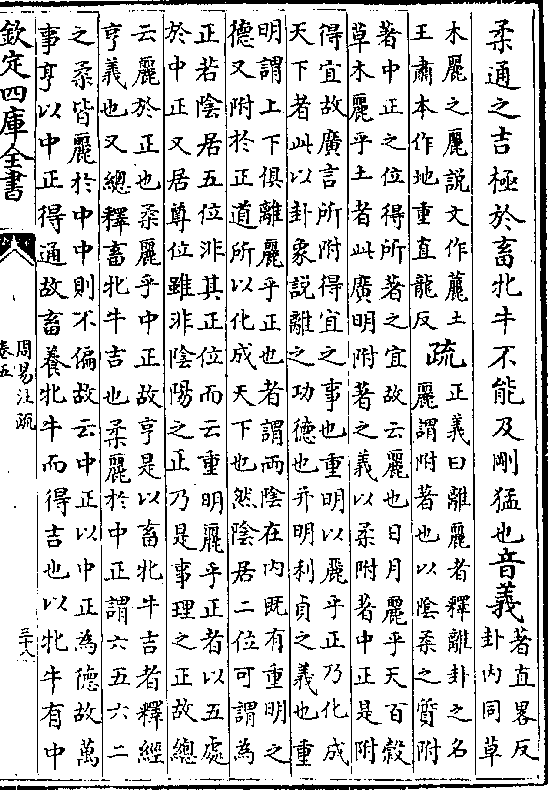 柔通之吉極於畜牝牛不能及剛猛也音義著直畧反
卦内同草
木麗之麗說文作麓土
王肅本作地重直龍反疏正義曰離麗者釋離卦之名
麗謂附著也以陰柔之質附
著中正之位得所著之宜故云麗也日月麗乎天百穀
草木麗乎土者此廣明附著之義以柔附著中正是附
得宜故廣言所附得宜之事也重明以麗乎正乃化成
天下者此以卦象說離之功德也并明利貞之義也重
明謂上下俱離麗乎正也者謂兩陰在内既有重明之
德又附於正道所以化成天下也然陰居二位可謂為
正若陰居五位非其正位而云重明麗乎正者以五處
於中正又居尊位雖非陰陽之正乃是事理之正故總
云麗於正也柔麗乎中正故亨是以畜牝牛吉者釋經
亨義也又總釋畜牝牛吉也柔麗於中正謂六五六二
之柔皆麗於中中則不偏故云中正以中正為德故萬
事亨以中正得通故畜養牝牛而得吉也以牝牛有中
欽定四庫全書
周易注疏
卷五
三十八